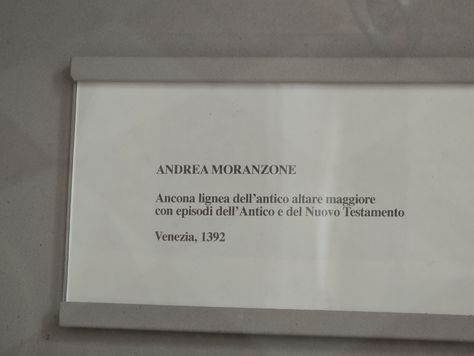 ANDREA MORANZONE
Ancona lignea dell'antico altare maggiore
con episodi dell'Antico e del Nuovo Testamento
Venezia, 1392